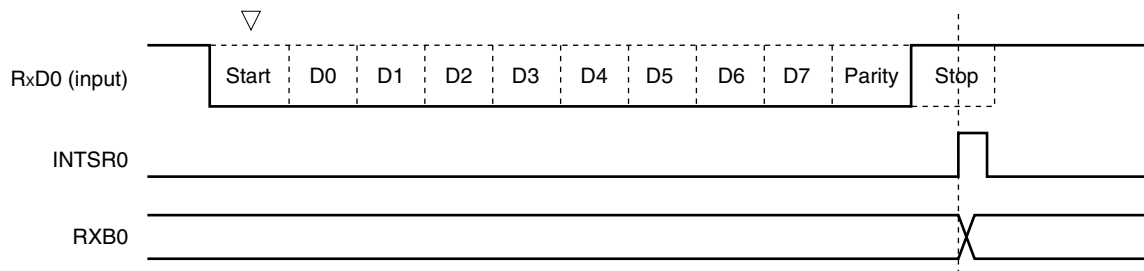 RxD0 (input) Start D0 D1 D2 D3 D4 D5 D6 D7 Parity Stop
INTSR0
RXB0